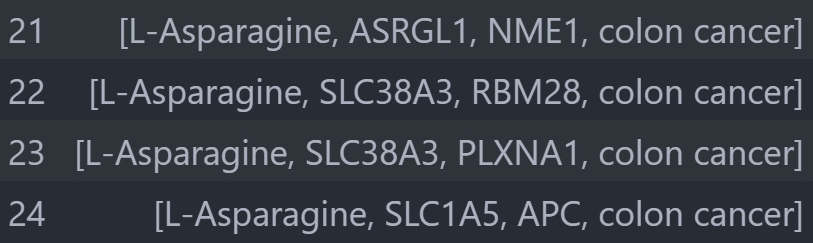 21 [L-Asparagine, ASRGL1, NME1, colon cancer]
22 [L-Asparagine, SLC38A3, RBM28, colon cancer]
23 [L-Asparagine, SLC38A3, PLXNA1, colon cancer]
24 [L-Asparagine, SLC1A5, APC, colon cancer]